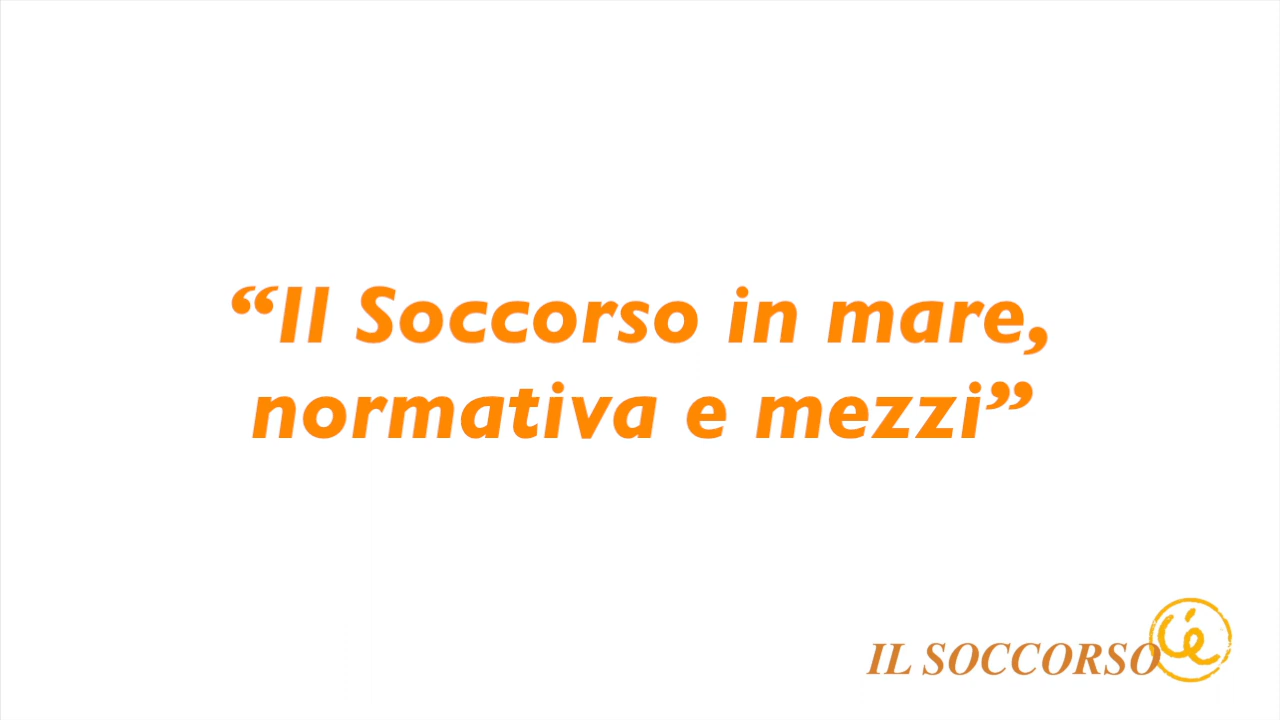 “Il Soccorso in mare,
normativa e mezzi”
IL SOCCORSO c'è